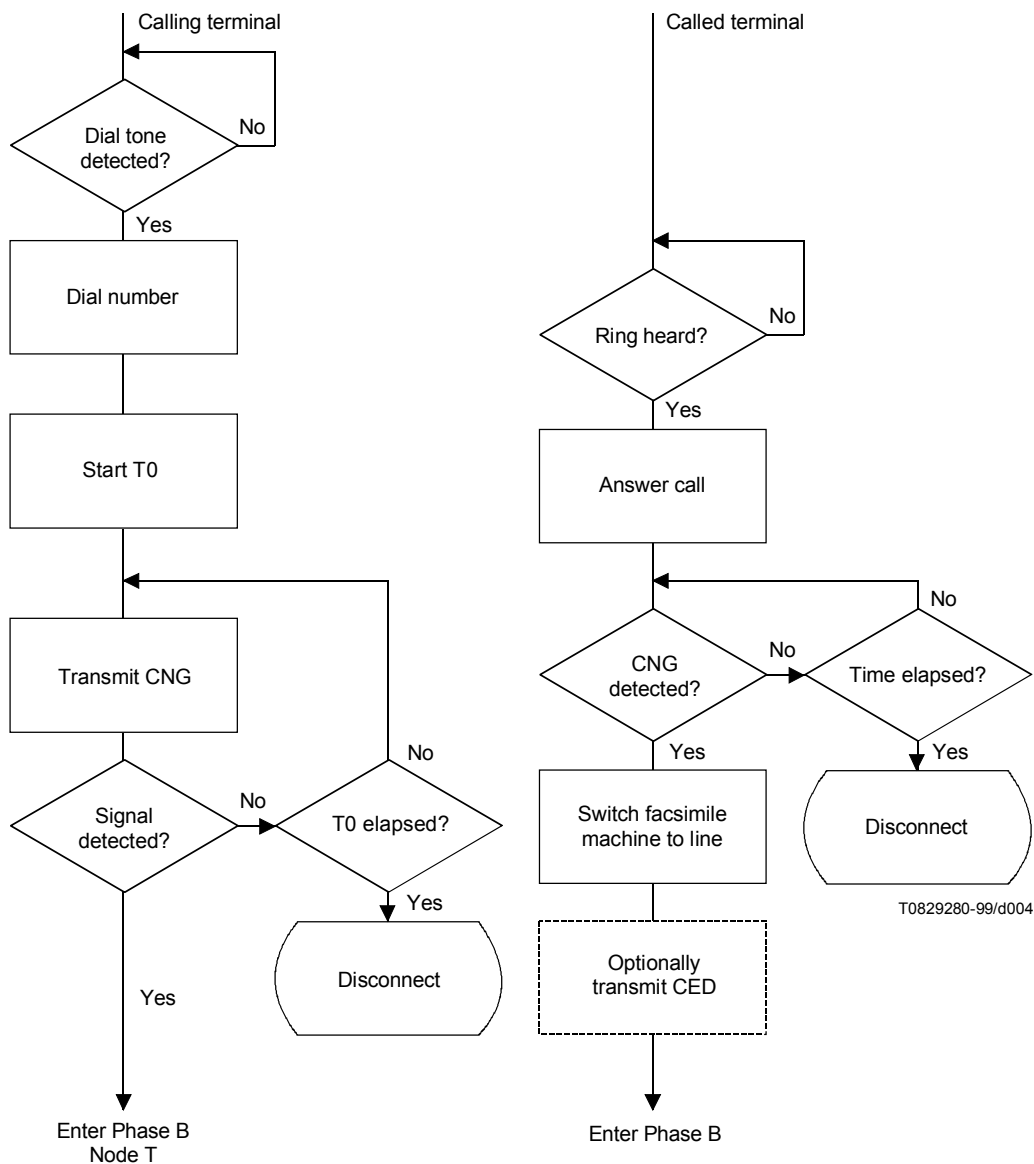 Calling terminal
Dial tone
detected?
No
Yes
Dial number
Start T0
Transmit CNG
Signal
detected?
No
T0 elapsed?
No
Yes
Disconnect
Yes
Enter Phase B
Node T
Called terminal
Ring heard?
No
Yes
Answer call
CNG
detected?
No
Time elapsed?
No
Yes
Disconnect
Yes
Switch facsimile
machine to line
Optionally
transmit CED
Enter Phase B
T0829280-99/d004